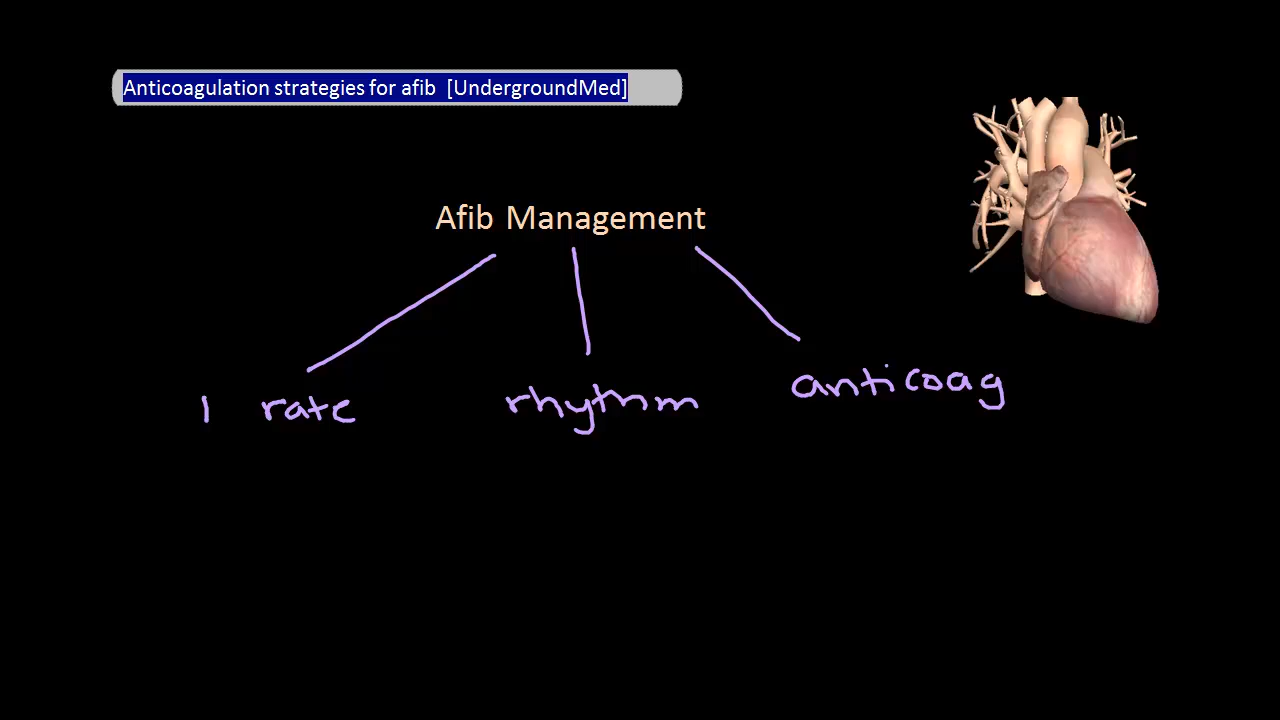 Anticoagulation strategies for afib [UndergroundMed]
Afib Management
1 rate rhythm anticoag